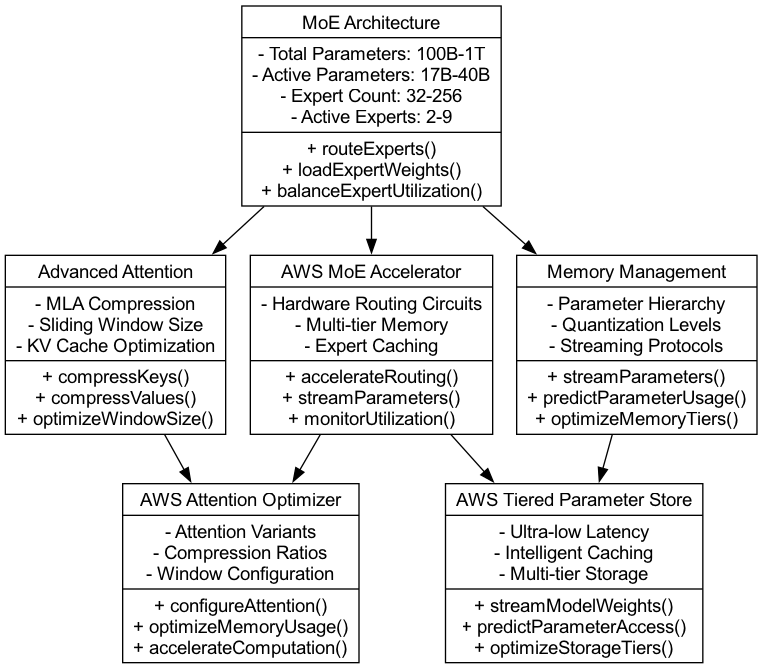 MoE Architecture
- Total Parameters: 100B-1T
- Active Parameters: 17B-40B
- Expert Count: 32-256
- Active Experts: 2-9
+ routeExperts()
+ loadExpertWeights()
+ balanceExpertUtilization()
Advanced Attention
- MLA Compression
- Sliding Window Size
- KV Cache Optimization
+ compressKeys()
+ compressValues()
+ optimizeWindowSize()
AWS MoE Accelerator
- Hardware Routing Circuits
- Multi-tier Memory
- Expert Caching
+ accelerateRouting()
+ streamParameters()
+ monitorUtilization()
Memory Management
- Parameter Hierarchy
- Quantization Levels
- Streaming Protocols
+ streamParameters()
+ predictParameterUsage()
+ optimizeMemoryTiers()
AWS Attention Optimizer
- Attention Variants
- Compression Ratios
- Window Configuration
+ configureAttention()
+ optimizeMemoryUsage()
+ accelerateComputation()
AWS Tiered Parameter Store
- Ultra-low Latency
- Intelligent Caching
- Multi-tier Storage
+ streamModelWeights()
+ predictParameterAccess()
+ optimizeStorageTiers()